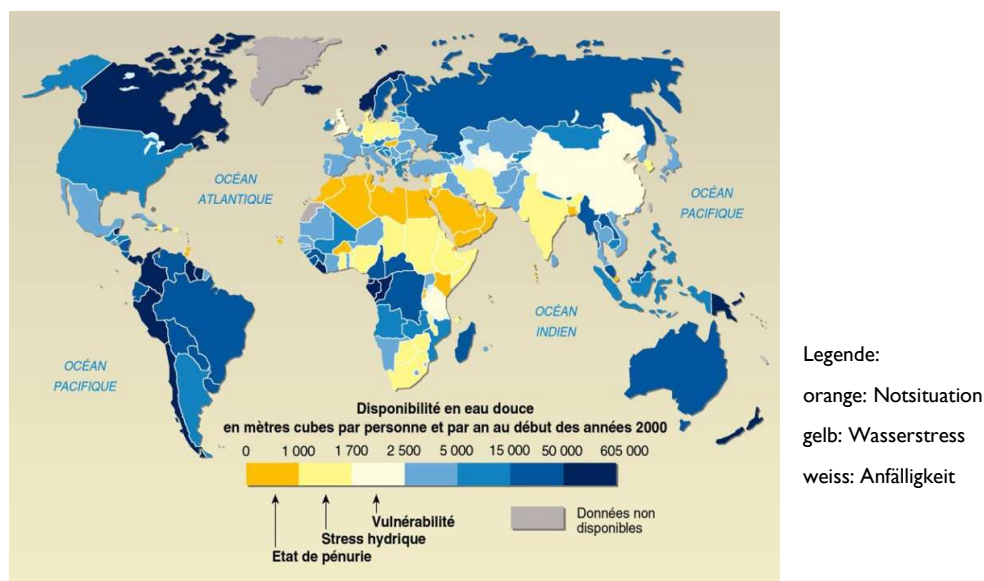 OCÉAN
ATLANTIQUE
OCÉAN
PACIFIQUE
OCÉAN
INDIEN
OCÉAN
PACIFIQUE
Disponibilité en eau douce
en mètres cubes par personne et par an au début des années 2000
0 1 000 1 700 2 500 5 000 15 000 50 000 605 000
Vulnérabilité
Stress hydrique
Etat de pénurie
Données non
disponibles
Legende:
orange: Notsituation
gelb: Wasserstress
weiss: Anfälligkeit